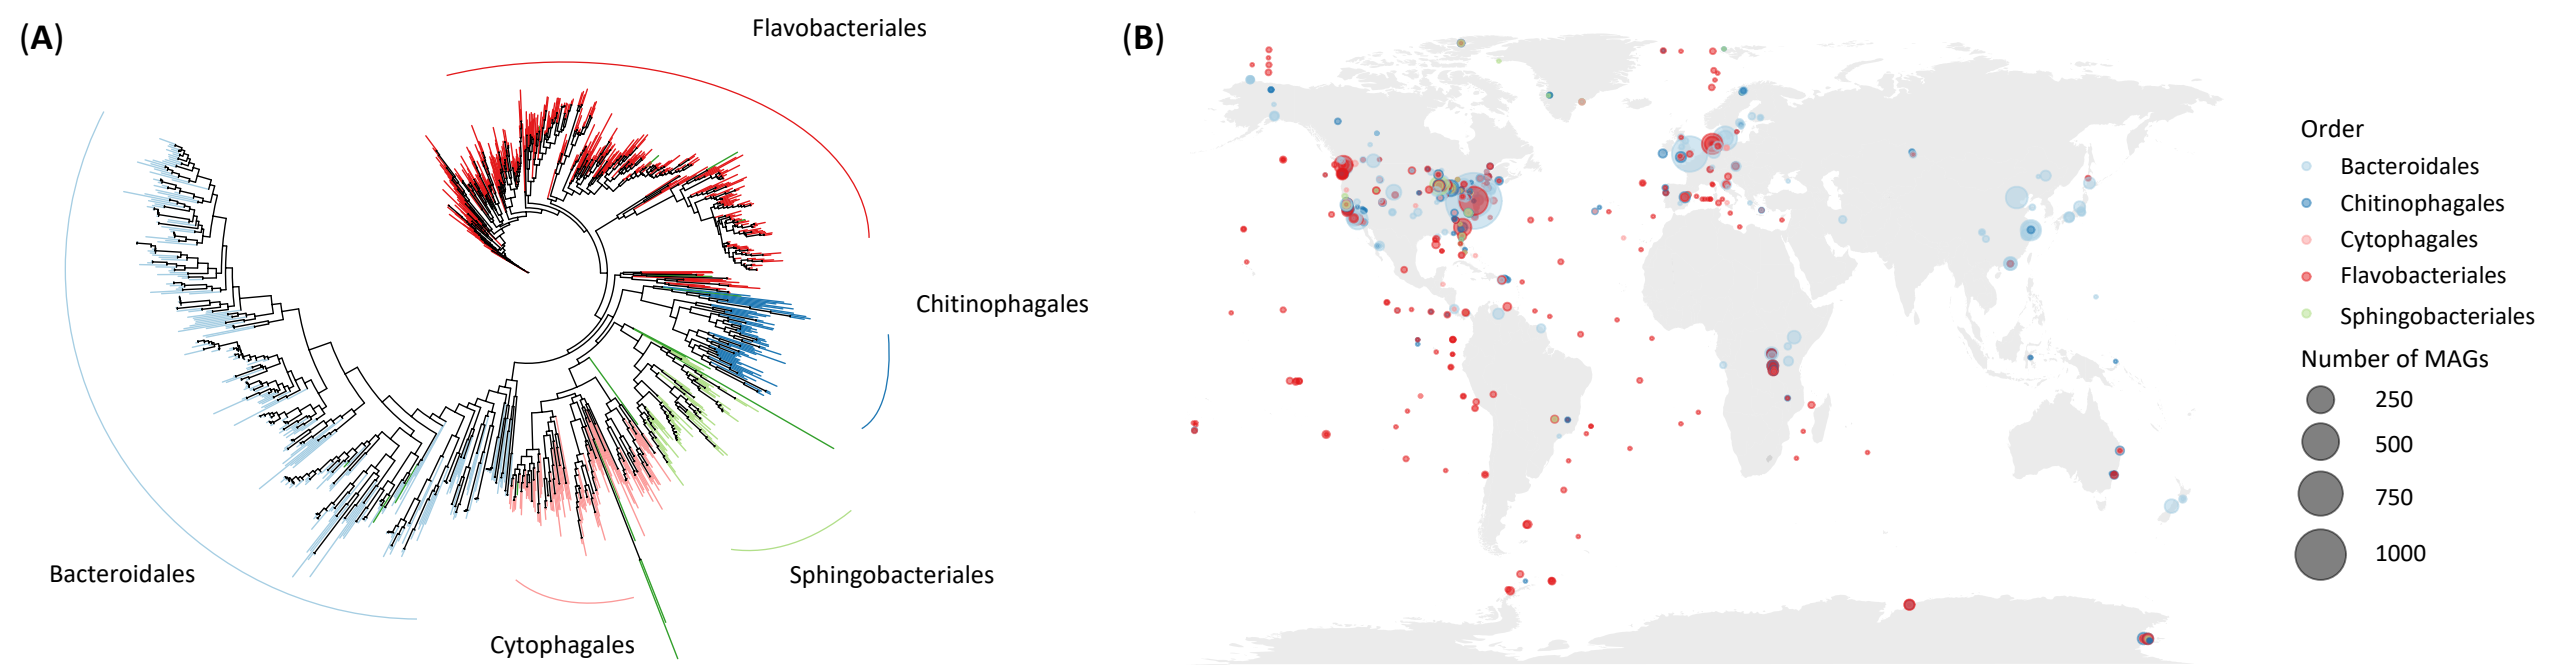 (A)
Flavobacteriales
Chitinophagales
Sphingobacteriales
Cytophagales
Bacteroidales
(B)
Order
Bacteroidales
Chitinophagales
Cytophagales
Flavobacteriales
Sphingobacteriales
Number of MAGs
250
500
750
1000